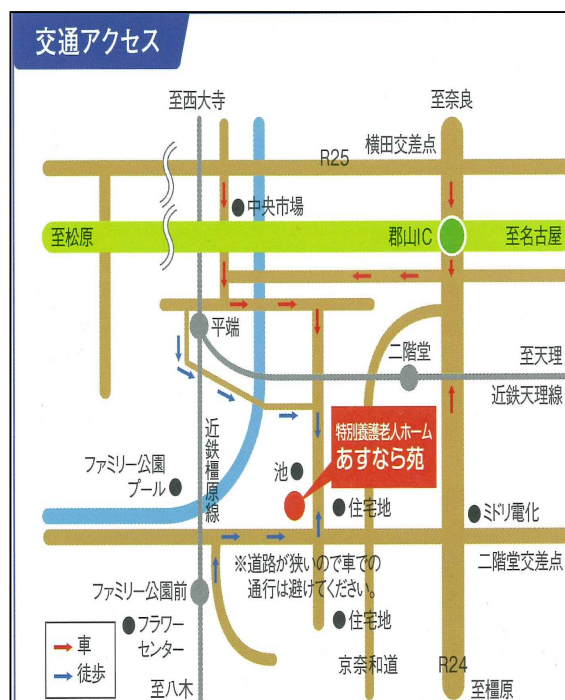 交通アクセス
至西大寺
至奈良
横田交差点
R25
中央市場
至松原
郡山IC
至名古屋
平端
二階堂
至天理
近鉄天理線
特別養護老人ホーム
あすなら苑
近鉄橿原線
ファミリー公園
プール
池
住宅地
ミドリ電化
二階堂交差点
※道路が狭いので車での
通行は避けてください。
ファミリー公園前
フラワー
センター
住宅地
車
徒歩
至八木
京奈和道
R24
至橿原